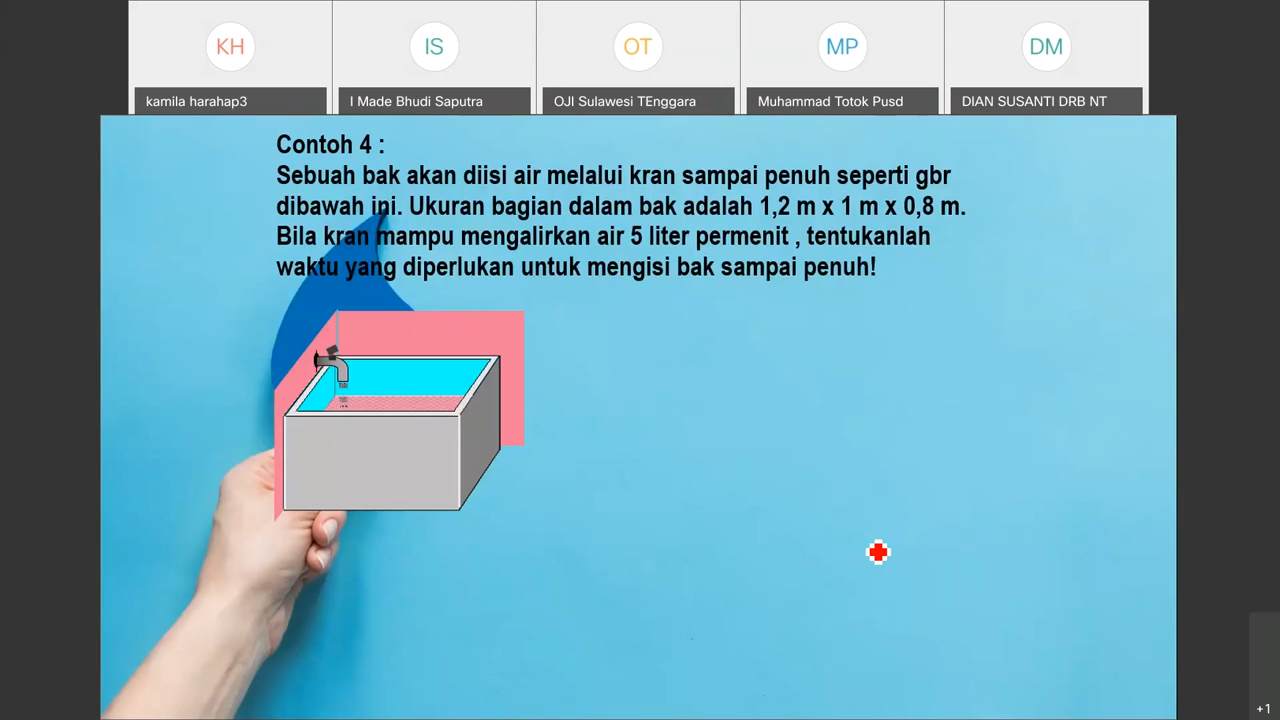 KH
IS
OT
MP
DM
kamila harahap3
I Made Bhudi Saputra
OJI Sulawesi TEnggara
Muhammad Totok Pusd
DIAN SUSANTI DRB NT
Contoh 4 :
Sebuah bak akan diisi air melalui kran sampai penuh seperti gbr
dibawah ini. Ukuran bagian dalam bak adalah 1,2 m x 1 m x 0,8 m.
Bila kran mampu mengalirkan air 5 liter permenit , tentukanlah
waktu yang diperlukan untuk mengisi bak sampai penuh!
+1